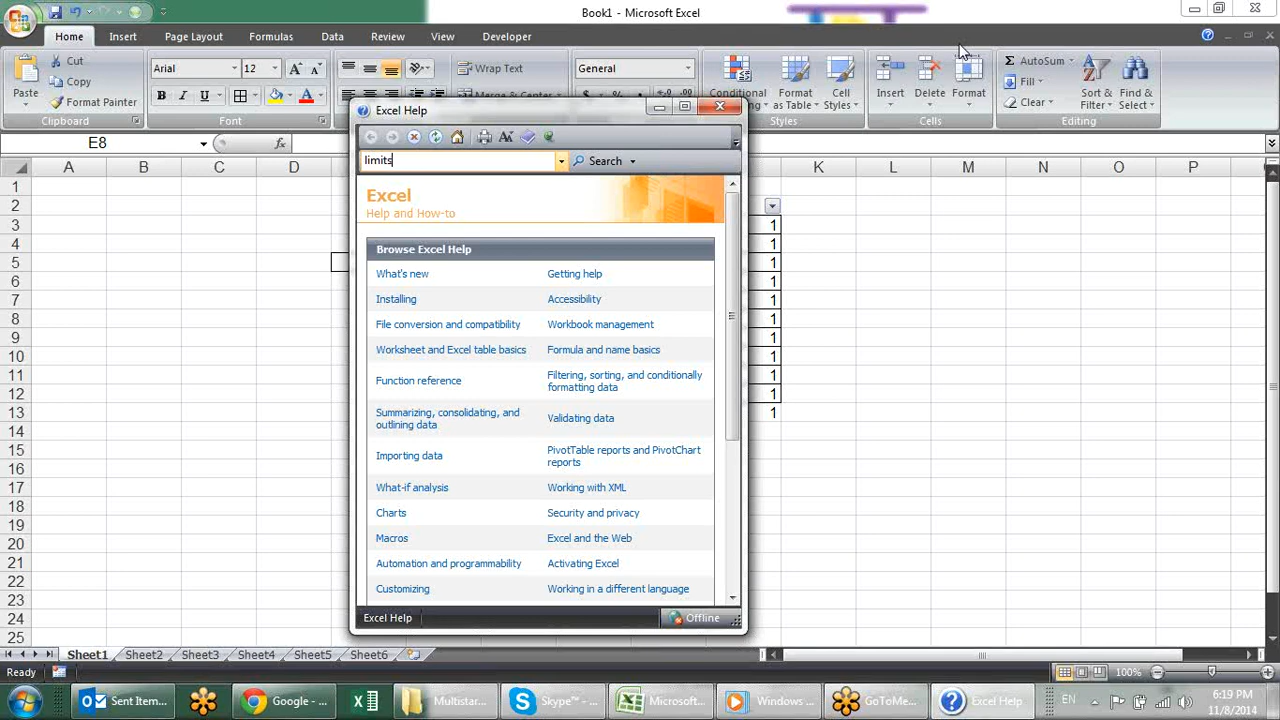 Book1 - Microsoft Excel
Home Insert Page Layout Formulas Data Review View Developer
Paste
Cut
Copy
Format Painter
Clipboard
Arial 12
B I U
Font
Wrap Text
General
Conditional
Format as Table
Cell Styles
Styles
Insert Delete Format
Cells
AutoSum
Fill
Clear
Sort & Filter
Find & Select
Editing
E8
fx
A B C D K L M N O P
1
2
3 1
4 1
5 1
6 1
7 1
8 1
9 1
10 1
11 1
12 1
13 1
14
15
16
17
18
19
20
21
22
23
24
25
Excel Help
limits
Search
Excel
Help and How-to
Browse Excel Help
What's new Getting help
Installing Accessibility
File conversion and compatibility Workbook management
Worksheet and Excel table basics Formula and name basics
Function reference
Filtering, sorting, and conditionally
formatting data
Summarizing, consolidating, and
outlining data
Validating data
Importing data
PivotTable reports and PivotChart
reports
What-if analysis Working with XML
Charts Security and privacy
Macros Excel and the Web
Automation and programmability Activating Excel
Customizing Working in a different language
Excel Help Offline
Sheet1 Sheet2 Sheet3 Sheet4 Sheet5 Sheet6
Ready 100%
Sent Item... Google - ... Multistar... Skype™ - ... Microsoft... Windows ... GoToMe... Excel Help EN
6:19 PM
11/8/2014